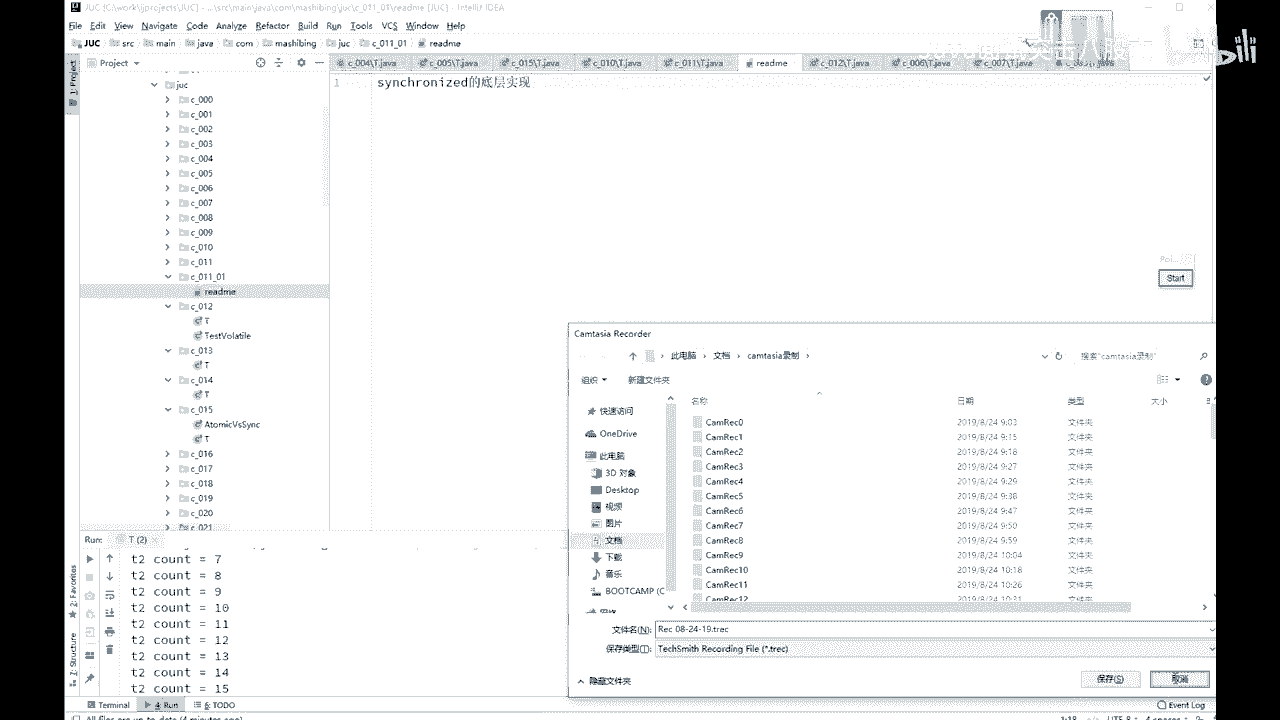 JUC [C:\work\ijprojects\JUC] - ...\src\main\java\com\mashibing\juc\c_011_01\readme [JUC] - IntelliJ IDEA
File Edit View Navigate Code Analyze Refactor Build Run Tools VCS Window Help
JUC src main java com mashibing juc c_011_01 readme
Project
c_004\T.java c_005\T.java c_015\T.java c_010\T.java c_011\T.java readme c_012\T.java c_006\T.java c_007\T.java
1: Project
1 synchronized的底层实现
juc
c_000
c_001
c_002
c_003
c_004
c_005
c_006
c_007
c_008
c_009
c_010
c_011
c_011_01
readme
c_012
T
TestVolatile
c_013
T
c_014
T
c_015
AtomicVsSync
T
c_016
c_017
c_018
c_019
c_020
c_021
Start
Camtasia Recorder
此电脑 文档 camtasia录制
搜索"camtasia录制"
组织 新建文件夹
名称 日期 类型 大小
快速访问
OneDrive
此电脑
3D 对象
Desktop
视频
图片
文档
下载
音乐
BOOTCAMP (C
网络
CamRec0 2019/8/24 9:03 文件夹
CamRec1 2019/8/24 9:15 文件夹
CamRec2 2019/8/24 9:18 文件夹
CamRec3 2019/8/24 9:27 文件夹
CamRec4 2019/8/24 9:29 文件夹
CamRec5 2019/8/24 9:38 文件夹
CamRec6 2019/8/24 9:47 文件夹
CamRec7 2019/8/24 9:50 文件夹
CamRec8 2019/8/24 9:59 文件夹
CamRec9 2019/8/24 10:04 文件夹
CamRec10 2019/8/24 10:18 文件夹
CamRec11 2019/8/24 10:26 文件夹
CamRec12 2019/8/24 10:31 文件夹
文件名(N): Rec 08-24-19.trec
保存类型(T): TechSmith Recording File (*.trec)
隐藏文件夹
保存(S) 取消
Run: T (2)
t2 count = 7
t2 count = 8
t2 count = 9
t2 count = 10
t2 count = 11
t2 count = 12
t2 count = 13
t2 count = 14
t2 count = 15
2: Favorites
7: Structure
Terminal 4: Run 6: TODO
Event Log
All files are up-to-date (4 minutes ago)
1:18 UTF-8 4 spaces